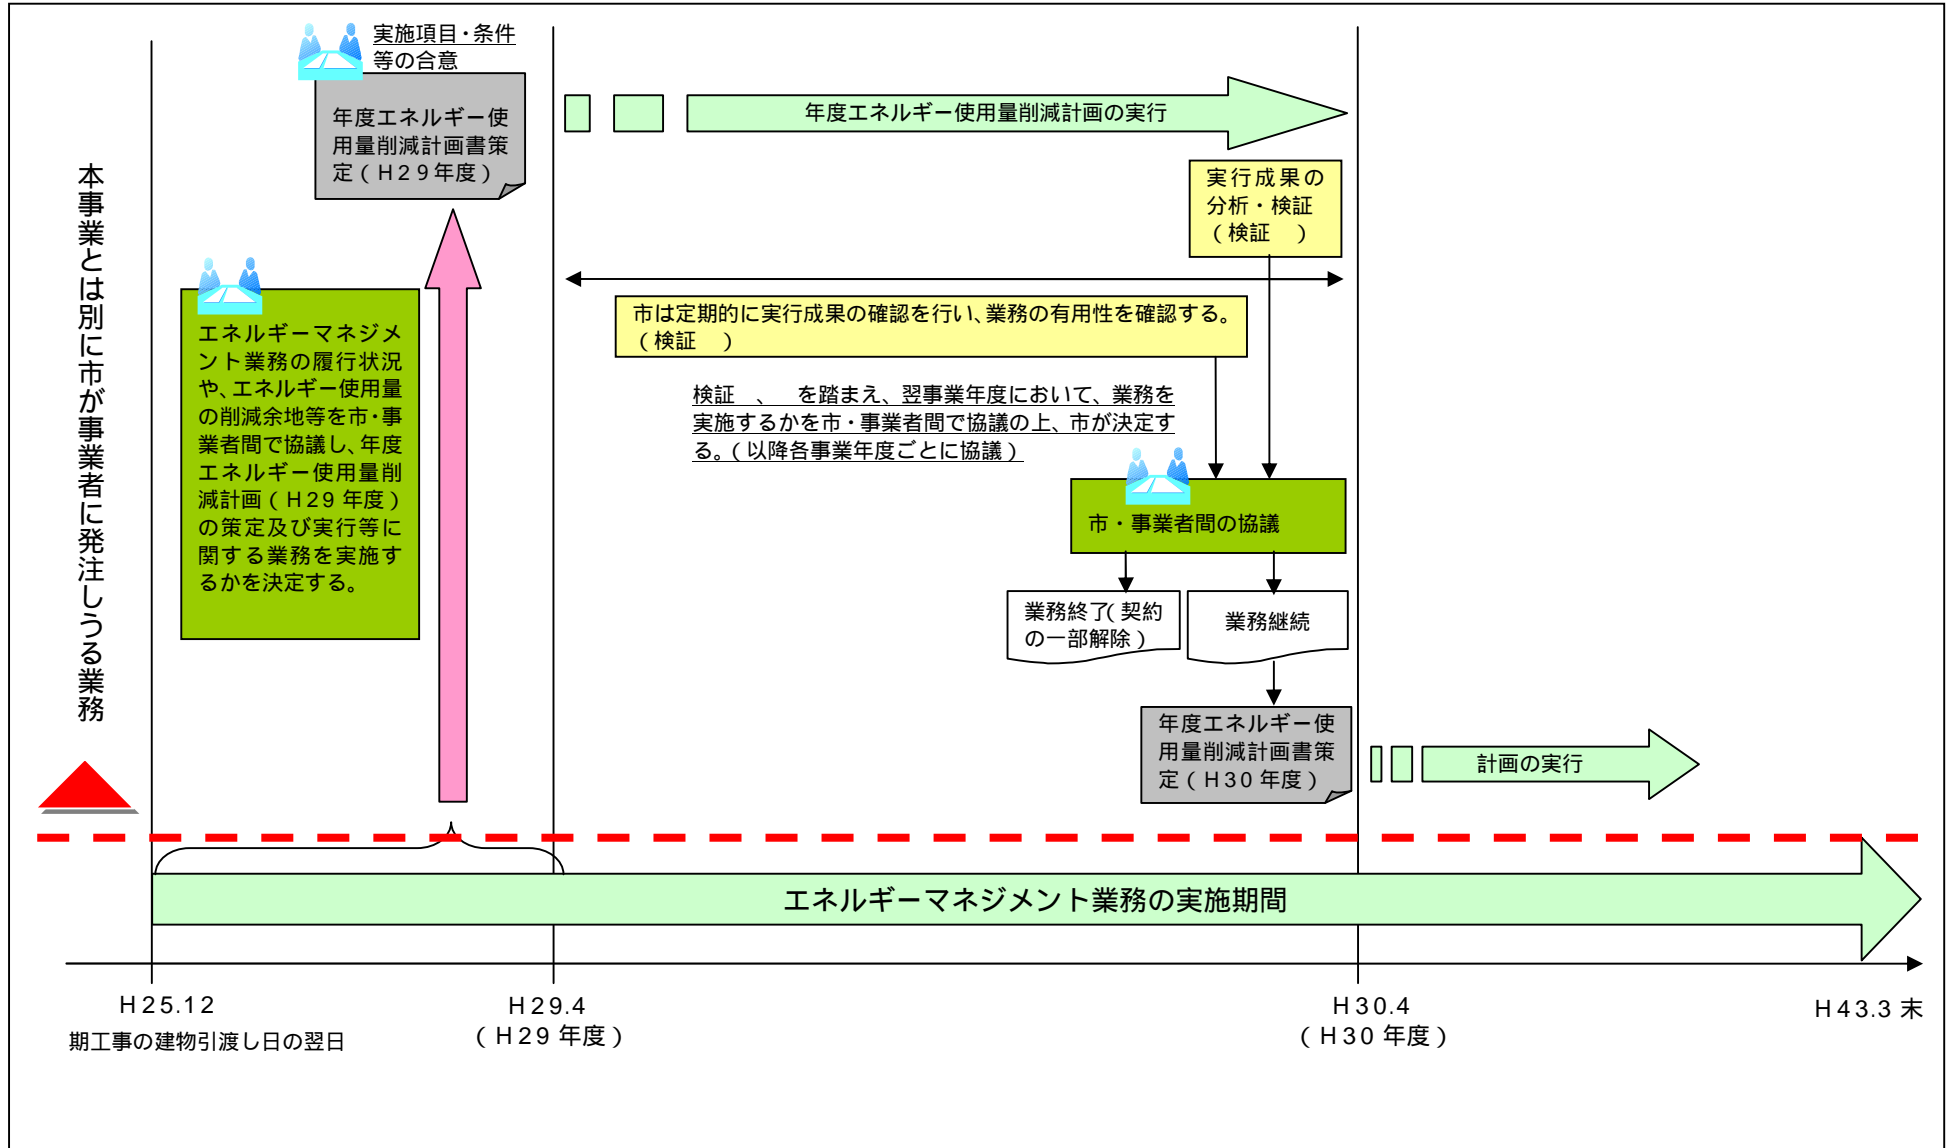 本事業とは別に市が事業者に発注しうる業務
実施項目・条件
等の合意
年度エネルギー使
用量削減計画書策
定（H29年度）
年度エネルギー使用量削減計画の実行
実行成果の
分析・検証
（検証　）
エネルギーマネジメ
ント業務の履行状況
や、エネルギー使用量
の削減余地等を市・事
業者間で協議し、年度
エネルギー使用量削
減計画（H29年度）
の策定及び実行等に
関する業務を実施す
るかを決定する。
市は定期的に実行成果の確認を行い、業務の有用性を確認する。
（検証　）
検証　、　を踏まえ、翌事業年度において、業務を
実施するかを市・事業者間で協議の上、市が決定す
る。（以降各事業年度ごとに協議）
市・事業者間の協議
業務終了（契約
の一部解除）
業務継続
年度エネルギー使
用量削減計画書策
定（H30年度）
計画の実行
エネルギーマネジメント業務の実施期間
H25.12
期工事の建物引渡し日の翌日
H29.4
（H29年度）
H30.4
（H30年度）
H43.3末